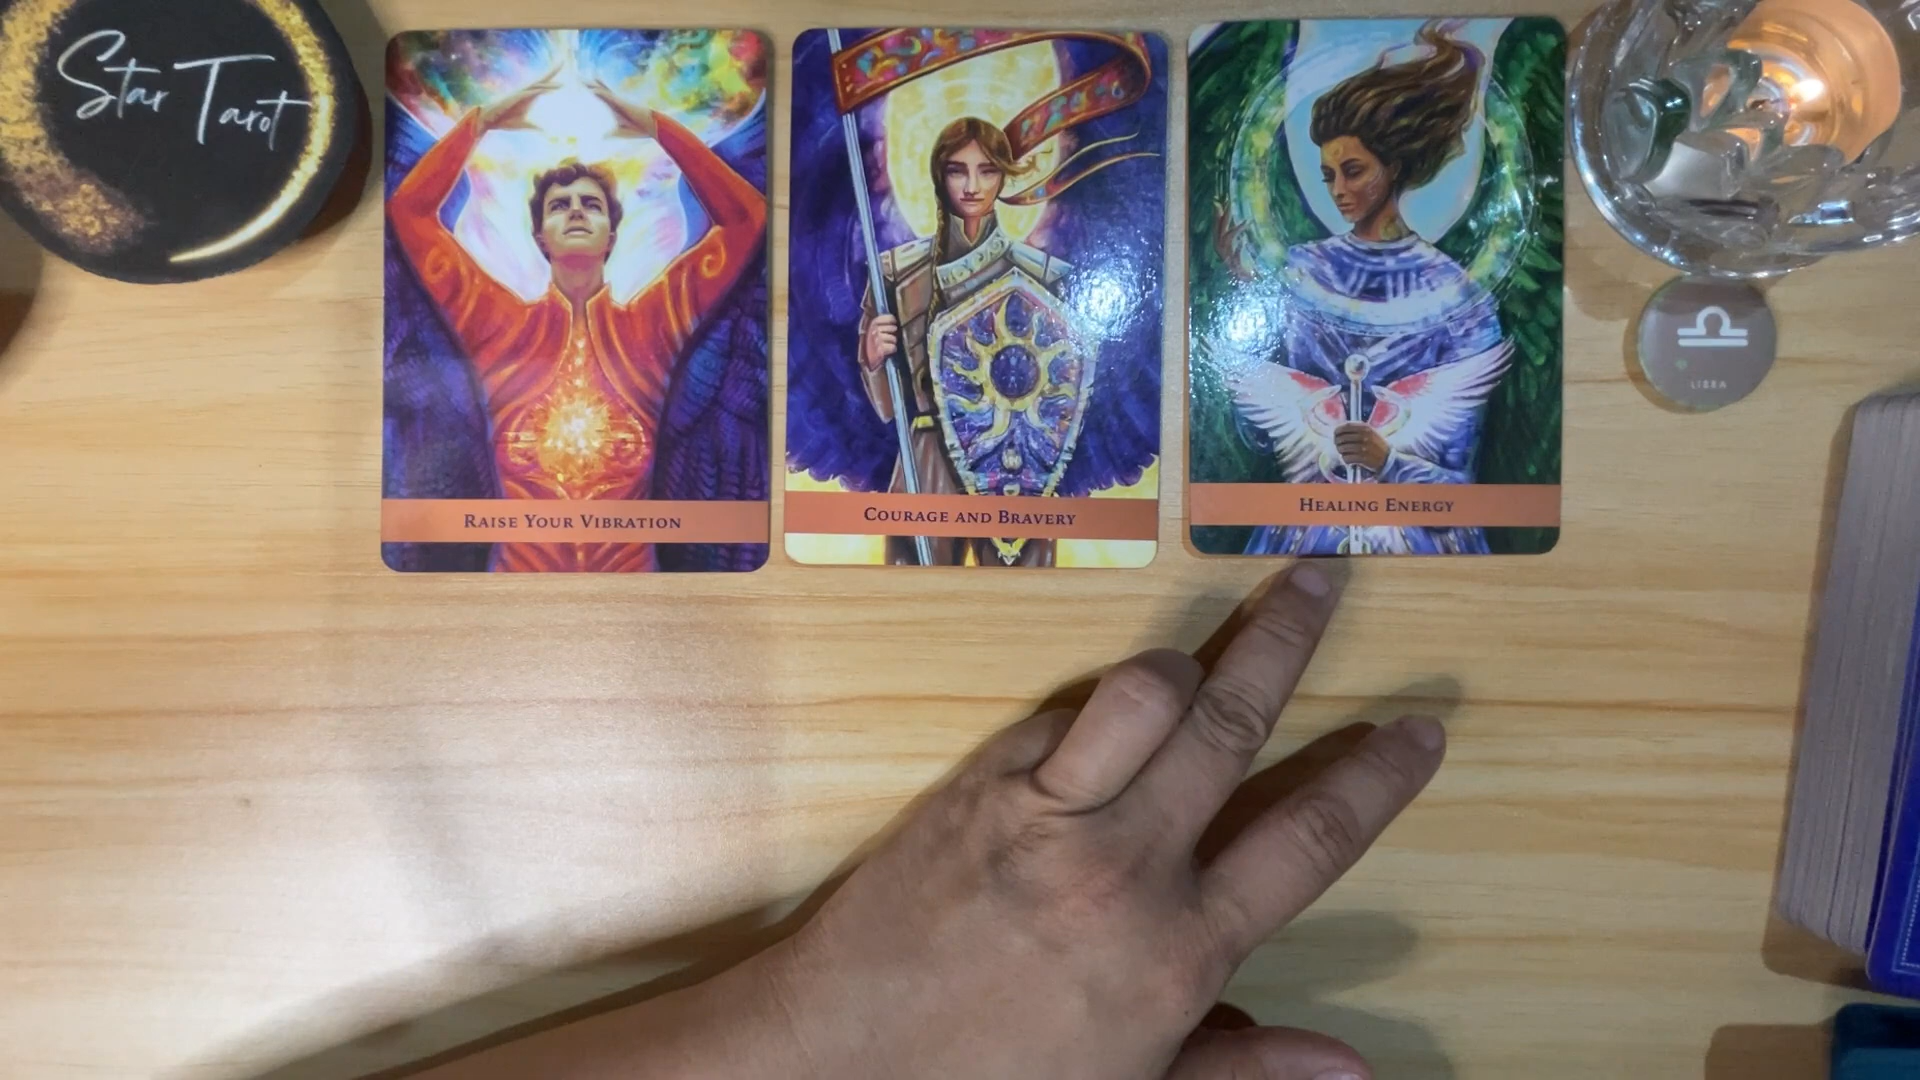 Star Tarot
RAISE YOUR VIBRATION
COURAGE AND BRAVERY
HEALING ENERGY
LIBRA